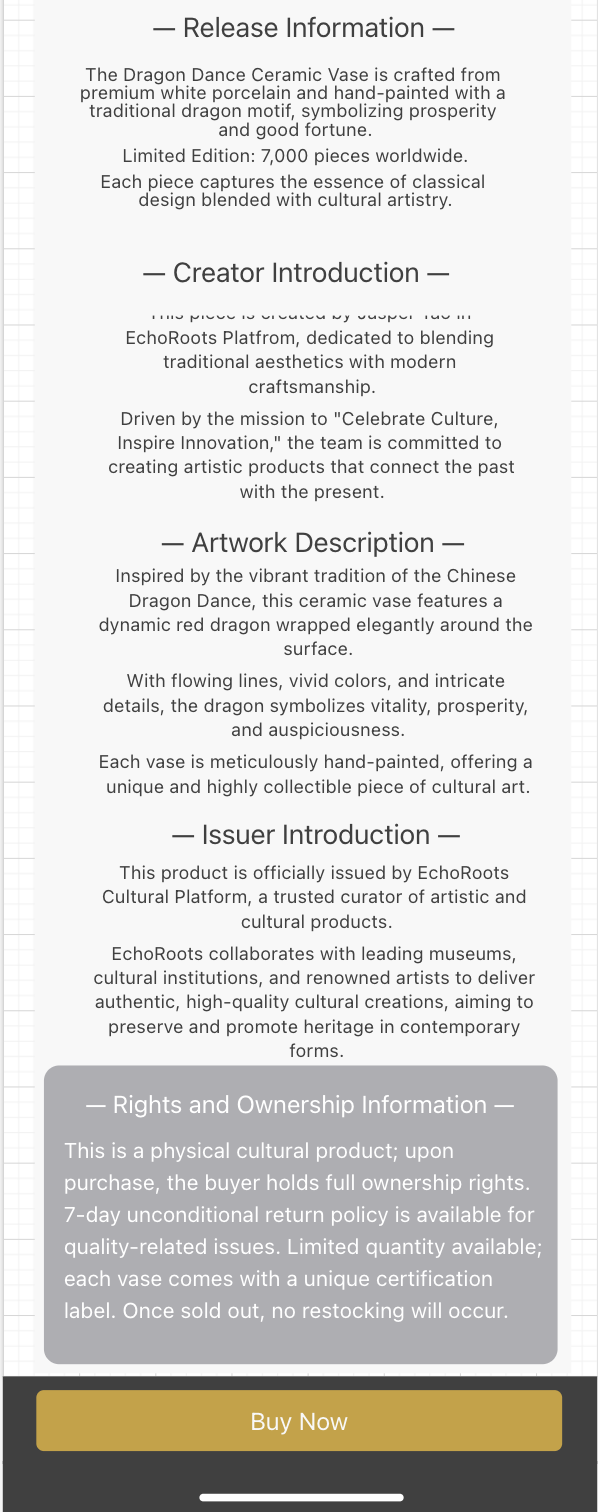 — Release Information —
The Dragon Dance Ceramic Vase is crafted from
premium white porcelain and hand-painted with a
traditional dragon motif, symbolizing prosperity
and good fortune.
Limited Edition: 7,000 pieces worldwide.
Each piece captures the essence of classical
design blended with cultural artistry.
— Creator Introduction —
This piece is created by Jasper Tao in
EchoRoots Platfrom, dedicated to blending
traditional aesthetics with modern
craftsmanship.
Driven by the mission to "Celebrate Culture,
Inspire Innovation," the team is committed to
creating artistic products that connect the past
with the present.
— Artwork Description —
Inspired by the vibrant tradition of the Chinese
Dragon Dance, this ceramic vase features a
dynamic red dragon wrapped elegantly around the
surface.
With flowing lines, vivid colors, and intricate
details, the dragon symbolizes vitality, prosperity,
and auspiciousness.
Each vase is meticulously hand-painted, offering a
unique and highly collectible piece of cultural art.
— Issuer Introduction —
This product is officially issued by EchoRoots
Cultural Platform, a trusted curator of artistic and
cultural products.
EchoRoots collaborates with leading museums,
cultural institutions, and renowned artists to deliver
authentic, high-quality cultural creations, aiming to
preserve and promote heritage in contemporary
forms.
— Rights and Ownership Information —
This is a physical cultural product; upon
purchase, the buyer holds full ownership rights.
7-day unconditional return policy is available for
quality-related issues. Limited quantity available;
each vase comes with a unique certification
label. Once sold out, no restocking will occur.
Buy Now